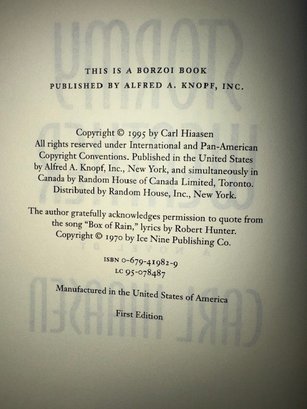 THIS IS A BORZOI BOOK
PUBLISHED BY ALFRED A. KNOPF, INC.
Copyright © 1995 by Carl Hiaasen
All rights reserved under International and Pan-American
Copyright Conventions. Published in the United States
by Alfred A. Knopf, Inc., New York, and simultaneously in
Canada by Random House of Canada Limited, Toronto.
Distributed by Random House, Inc., New York.
The author gratefully acknowledges permission to quote from
the song “Box of Rain,” lyrics by Robert Hunter.
Copyright © 1970 by Ice Nine Publishing Co.
ISBN 0-679-41982-9
LC 95-078487
Manufactured in the United States of America
First Edition
STORMY
CARL HIAASEN